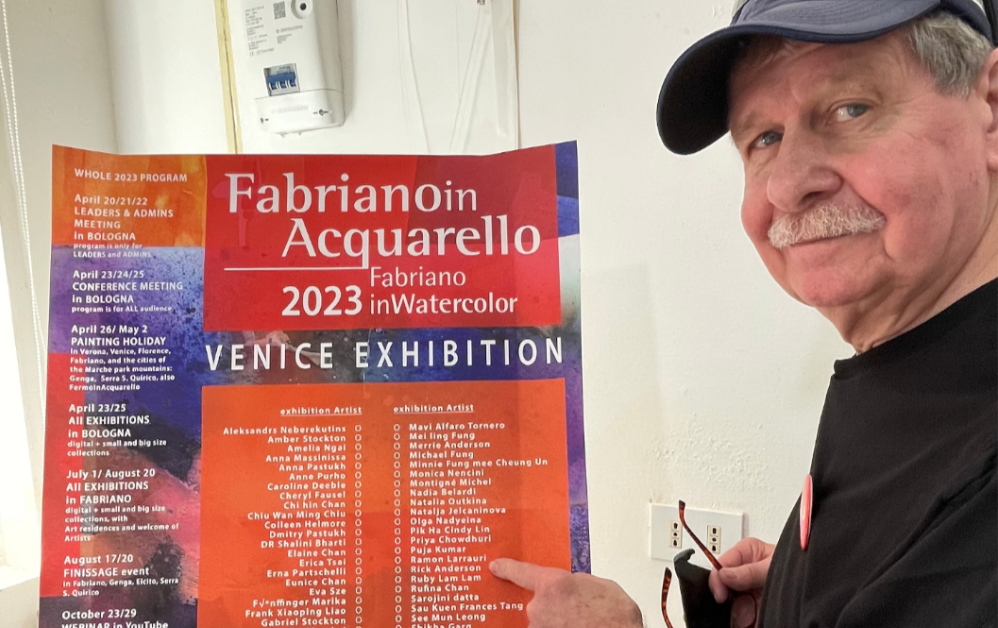 WHOLE 2023 PROGRAM
April 20/21/22
LEADERS & ADMINS
MEETING
in BOLOGNA
program is only for
LEADERS and ADMINS
April 23/24/25
CONFERENCE MEETING
in BOLOGNA
program is for ALL audience
April 26/ May 2
PAINTING HOLIDAY
in Verona, Venice, Florence,
Fabriano, and the cities of
the Marche park mountains:
Genga, Serra S. Quirico, also
FermoinAcquarello
April 23/25
All EXHIBITIONS
in BOLOGNA
digital + small and big size
collections
July 1/ August 20
All EXHIBITIONS
in FABRIANO
digital + small and big size
collections, with
Art residences and welcome of
Artists
August 17/20
FINISSAGE event
in Fabriano, Genga, Elcito, Serra
S. Quirico
October 23/29
WEBINAR in YouTube
Fabrianoin
Acquarello
2023 Fabriano
inWatercolor
VENICE EXHIBITION
exhibition Artist
Aleksandrs Neberekutins O
Amber Stockton O
Amelia Ngai O
Anna Massinissa O
Anna Pastukh O
Anne Purho O
Caroline Deeble O
Cheryl Fausel O
Chi hin Chan O
Chiu Wan Ming Chiu O
Colleen Helmore O
Dmitry Pastukh O
DR Shalini Bharti O
Elaine Chan O
Erica Tsai O
Erna Partschell O
Eunice Chan O
Eva Sze O
F√∞nffinger Marika O
Frank Xiaoping Liao O
Gabriel Stockton O
exhibition Artist
O Mavi Alfaro Tornero
O Mei ling Fung
O Merrie Anderson
O Michael Fung
O Minnie Fung mee Cheung Un
O Monica Nencini
O Montigné Michel
O Nadia Belardi
O Natalia Outkina
O Natalja Jelcaninova
O Olga Nadyeina
O Pik Ha Cindy Lin
O Priya Chowdhuri
O Puja Kumar
O Ramon Larrauri
O Rick Anderson
O Ruby Lam Lam
O Rufina Chan
O Sarojini datta
O Sau Kuen Frances Tang
O See Mun Leong
O Shikha Garg